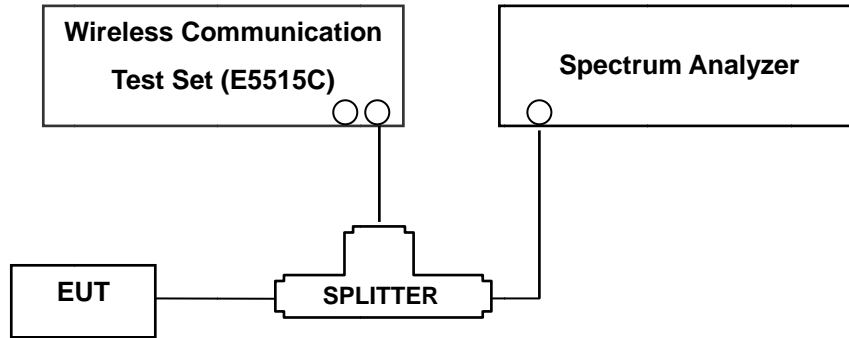 Wireless Communication
Test Set (E5515C)
Spectrum Analyzer
EUT
SPLITTER